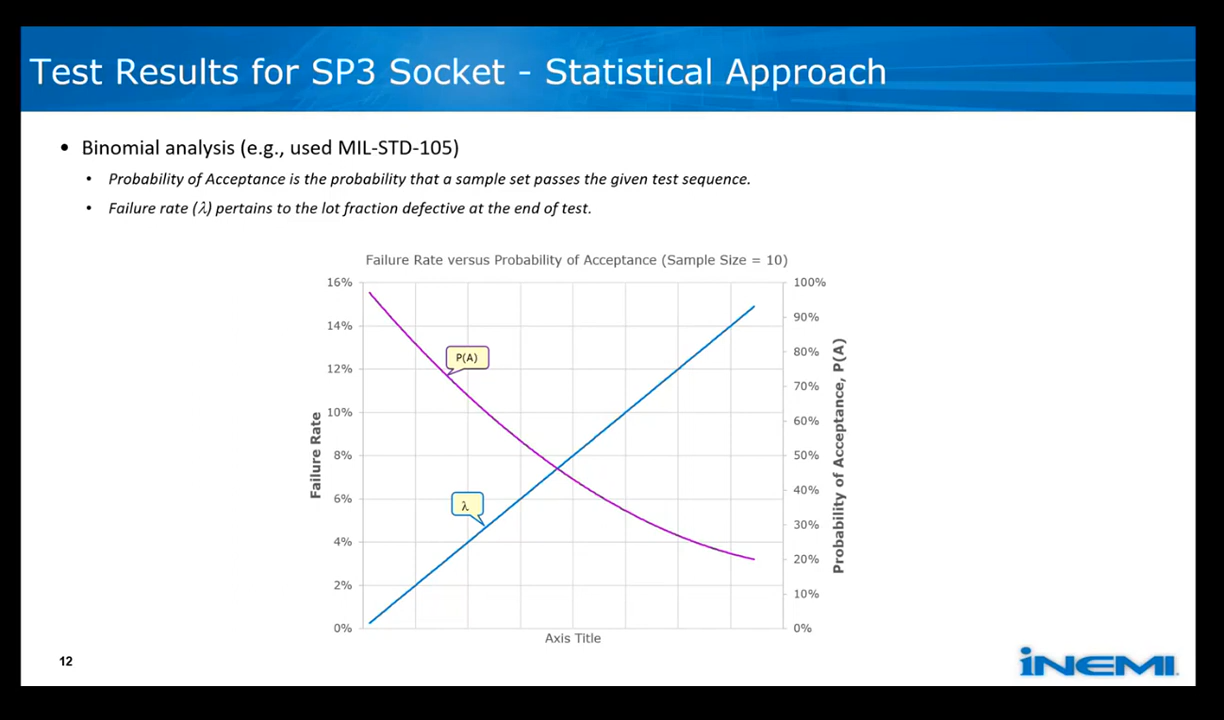 Test Results for SP3 Socket - Statistical Approach
• Binomial analysis (e.g., used MIL-STD-105)
• Probability of Acceptance is the probability that a sample set passes the given test sequence.
• Failure rate (λ) pertains to the lot fraction defective at the end of test.
Failure Rate versus Probability of Acceptance (Sample Size = 10)
Failure Rate
16%
14%
12%
10%
8%
6%
4%
2%
0%
P(A)
λ
100%
90%
80%
70%
60%
50%
40%
30%
20%
10%
0%
Probability of Acceptance, P(A)
Axis Title
12
iNEMI